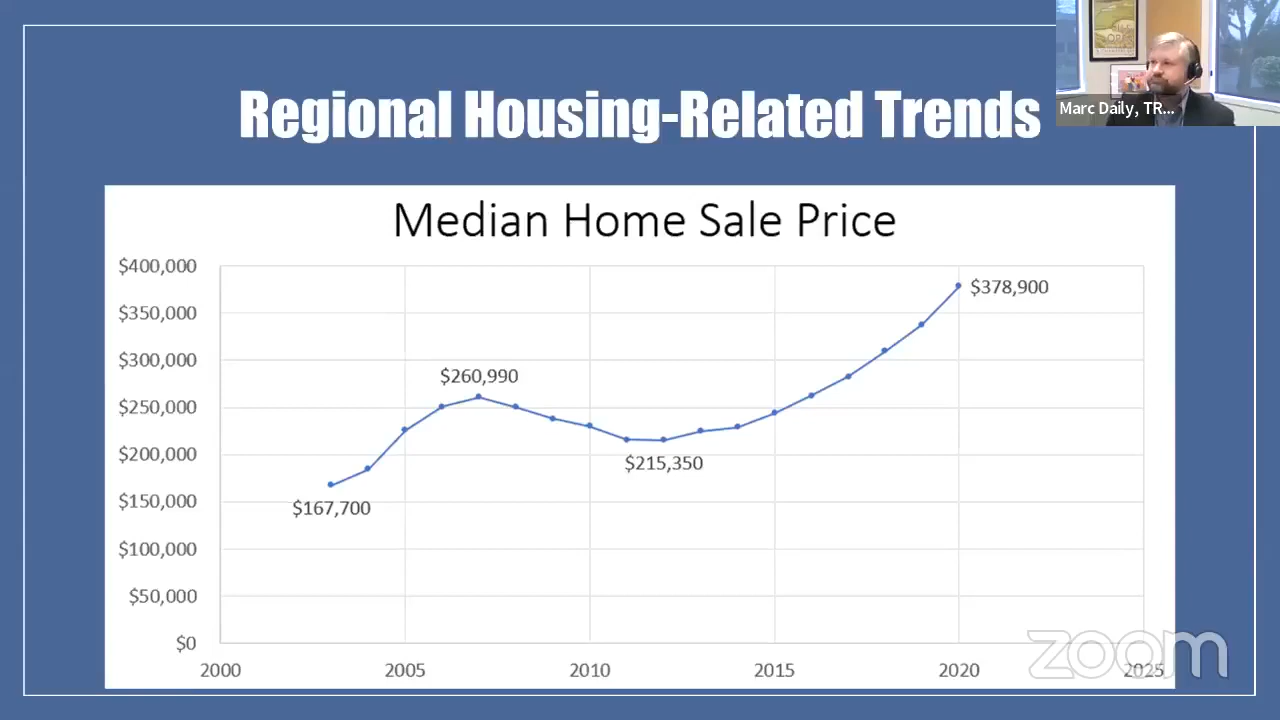 Regional Housing-Related Trends
Marc Daily, TR...
Median Home Sale Price
$400,000
$350,000
$300,000
$250,000
$200,000
$150,000
$100,000
$50,000
$0
$378,900
$260,990
$215,350
$167,700
2000 2005 2010 2015 2020 2025
zoom